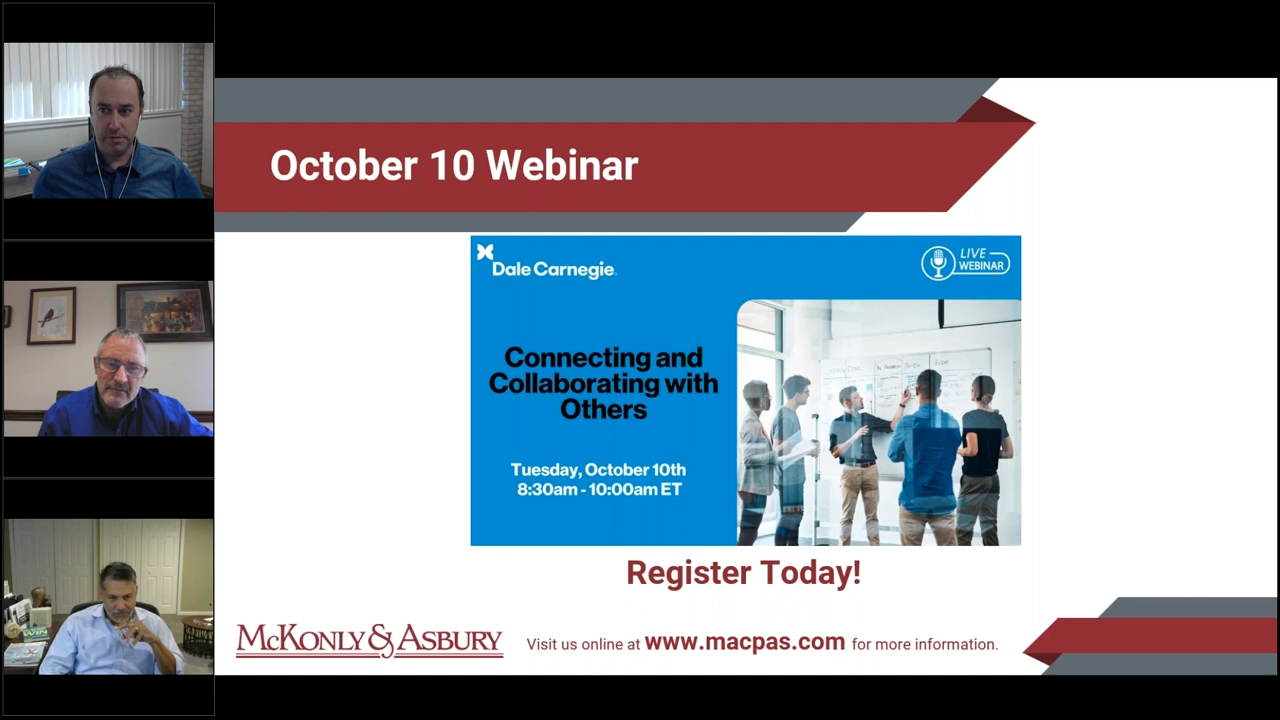 October 10 Webinar
Dale Carnegie
LIVE
WEBINAR
Connecting and
Collaborating with
Others
Tuesday, October 10th
8:30am - 10:00am ET
Register Today!
McKonly & Asbury
Visit us online at www.macpas.com for more information.
WIN